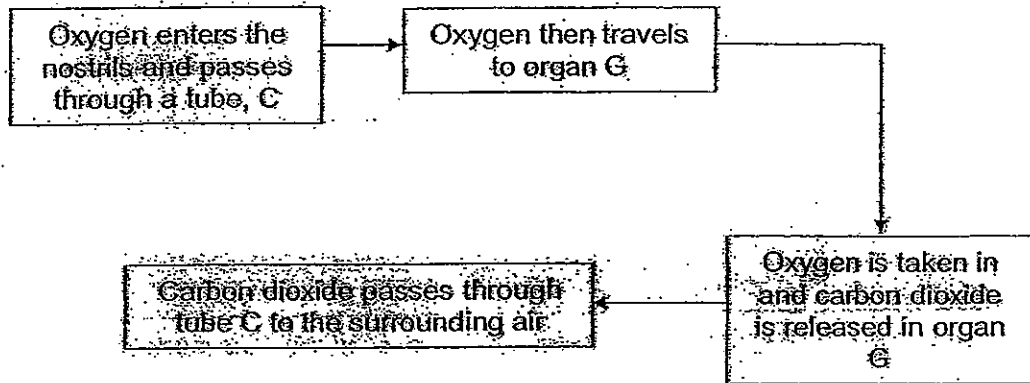 Oxygen enters the
nostrils and passes
through a tube, C
Oxygen then travels
to organ G
Oxygen is taken in
and carbon dioxide
is released in organ
G
Carbon dioxide passes through
tube C to the surrounding air